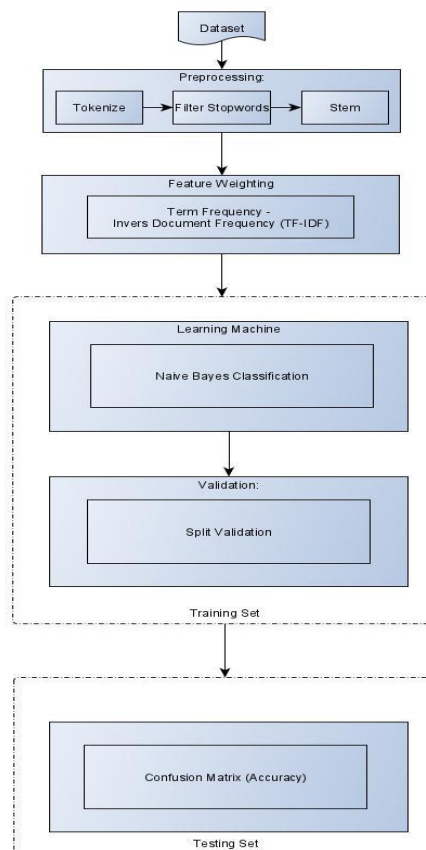 Dataset
Preprocessing:
Tokenize
Filter Stopwords
Stem
Feature Weighting
Term Frequency -
Invers Document Frequency (TF-IDF)
Learning Machine
Naive Bayes Classification
Validation:
Split Validation
Training Set
Confusion Matrix (Accuracy)
Testing Set